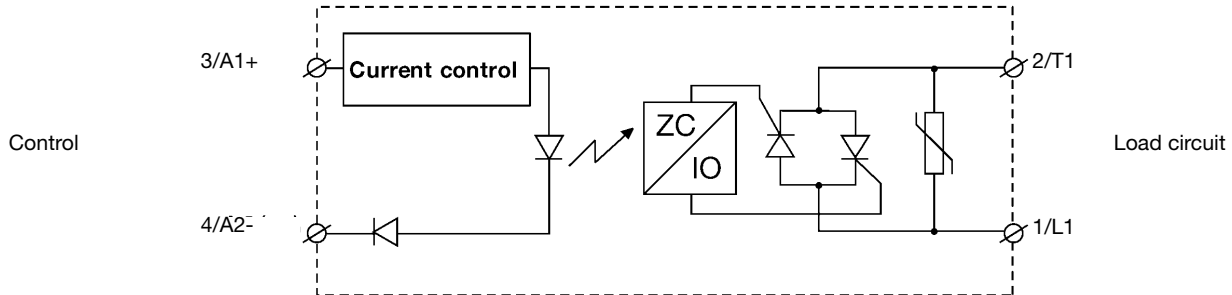 3/A1+
Current control
2/T1
Control
ZC
IO
Load circuit
4/A2-
1/L1